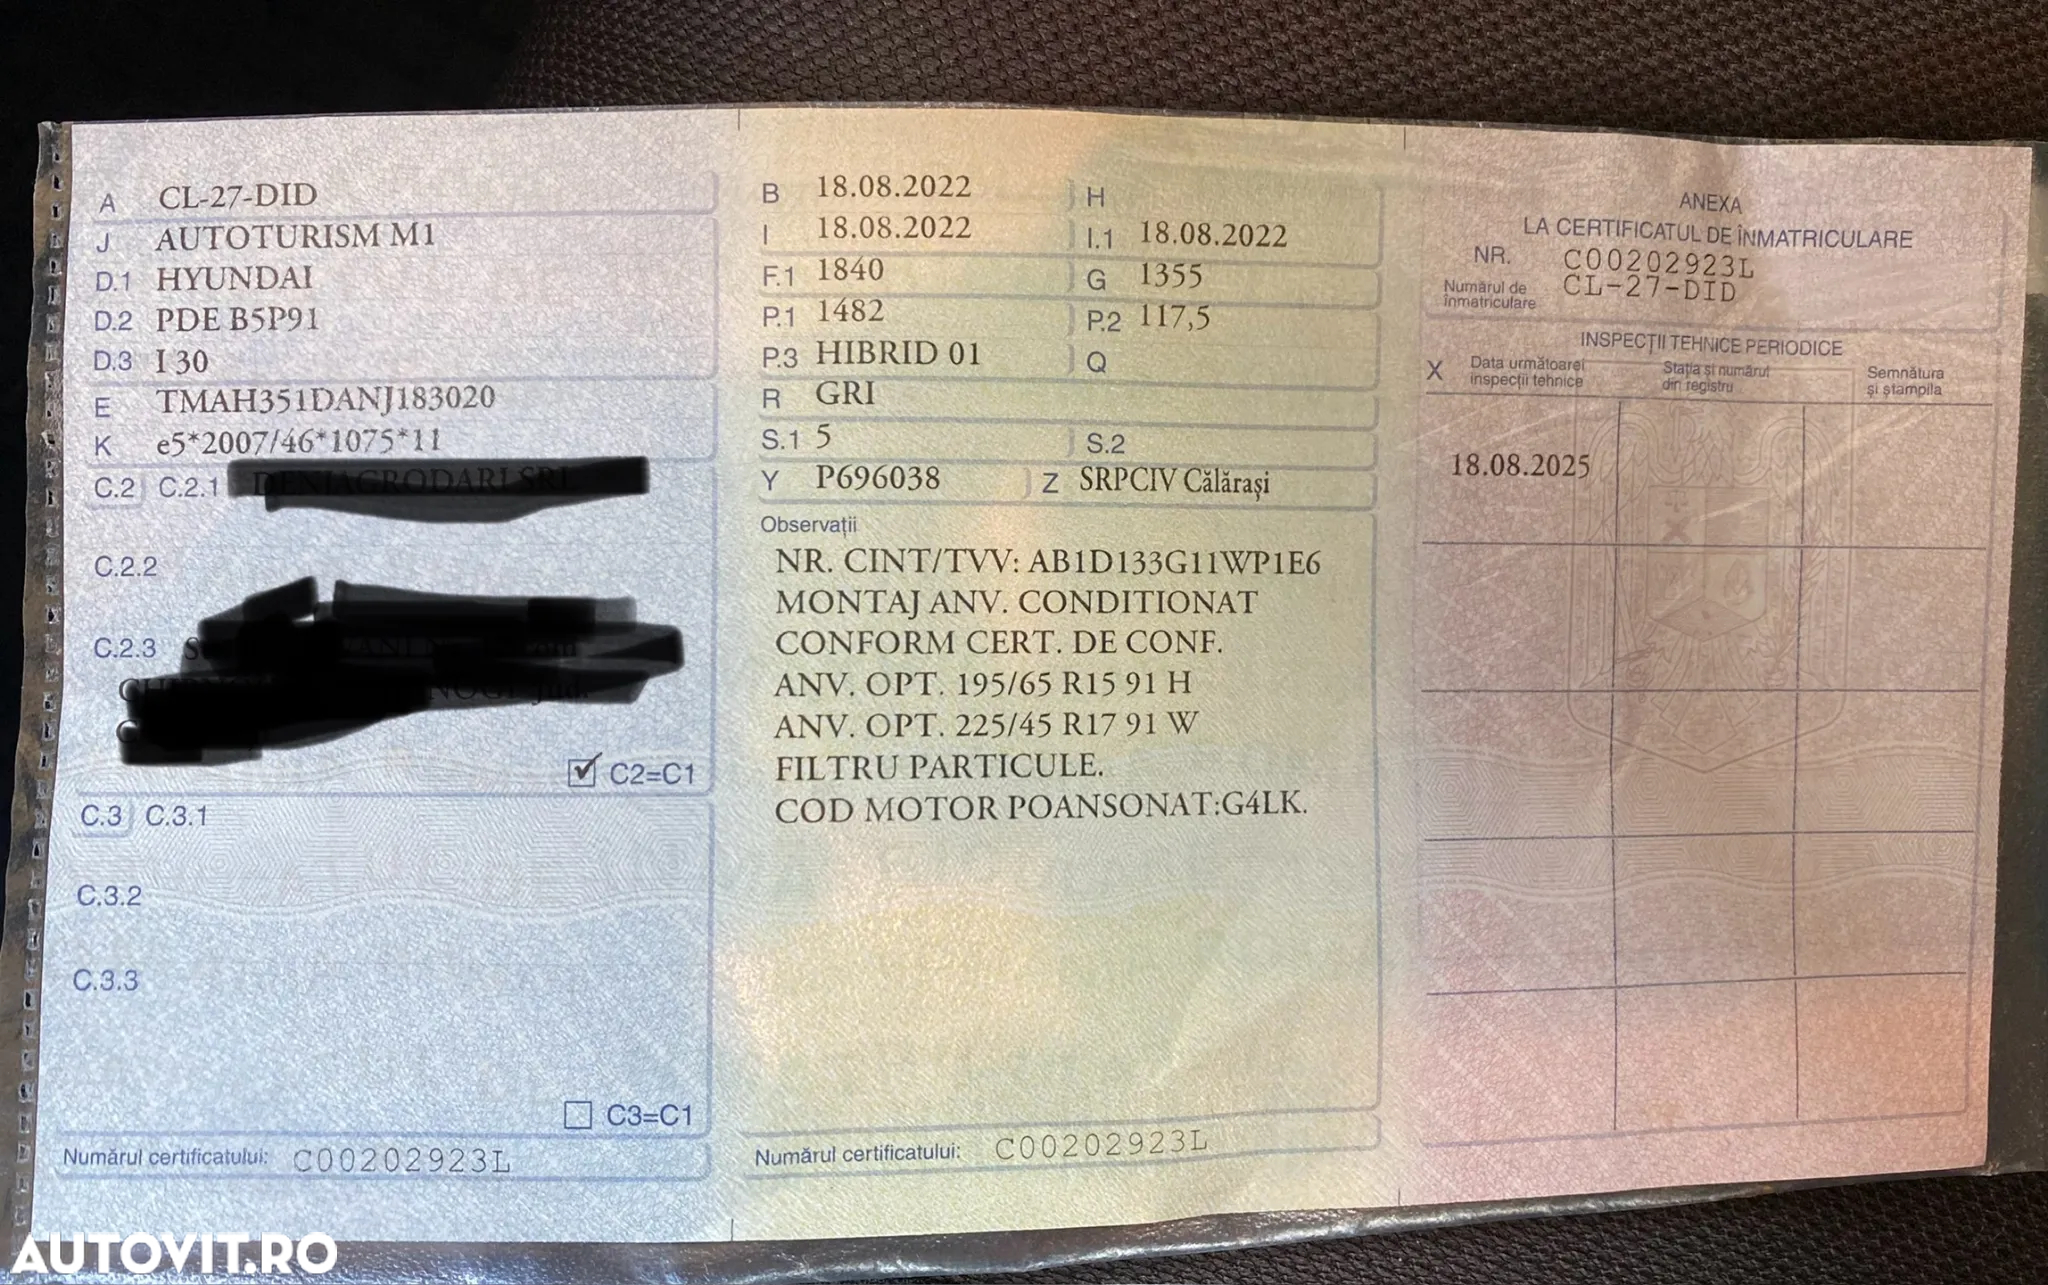 A CL-27-DID
J AUTOTURISM M1
D.1 HYUNDAI
D.2 PDE B5P91
D.3 I 30
E TMAH351DANJ183020
K e5*2007/46*1075*11
C.2 C.2.1
C.2.2
C.2.3
C2=C1
C.3 C.3.1
C.3.2
C.3.3
C3=C1
Numărul certificatului: C00202923L
B 18.08.2022 H
I 18.08.2022 I.1 18.08.2022
F.1 1840 G 1355
P.1 1482 P.2 117,5
P.3 HIBRID 01 Q
R GRI
S.1 5 S.2
Y P696038 Z SRPCIV Călărași
Observații
NR. CINT/TVV: AB1D133G11WP1E6
MONTAJ ANV. CONDITIONAT
CONFORM CERT. DE CONF.
ANV. OPT. 195/65 R15 91 H
ANV. OPT. 225/45 R17 91 W
FILTRU PARTICULE.
COD MOTOR POANSONAT:G4LK.
Numărul certificatului: C00202923L
ANEXA
LA CERTIFICATUL DE ÎNMATRICULARE
NR. C00202923L
Numărul de
înmatriculare CL-27-DID
INSPECȚII TEHNICE PERIODICE
X Data următoarei
inspecții tehnice
Stația și numărul
din registru
Semnătura
și ștampila
18.08.2025
AUTOVIT.RO